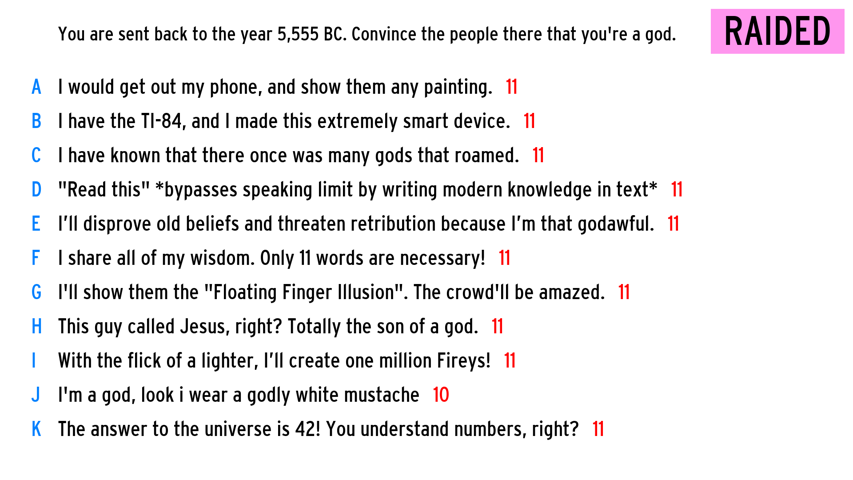 You are sent back to the year 5,555 BC. Convince the people there that you're a god. RAIDED
A I would get out my phone, and show them any painting. 11
B I have the TI-84, and I made this extremely smart device. 11
C I have known that there once was many gods that roamed. 11
D "Read this" *bypasses speaking limit by writing modern knowledge in text* 11
E I’ll disprove old beliefs and threaten retribution because I’m that godawful. 11
F I share all of my wisdom. Only 11 words are necessary! 11
G I'll show them the "Floating Finger Illusion". The crowd'll be amazed. 11
H This guy called Jesus, right? Totally the son of a god. 11
I With the flick of a lighter, I’ll create one million Fireys! 11
J I'm a god, look i wear a godly white mustache 10
K The answer to the universe is 42! You understand numbers, right? 11